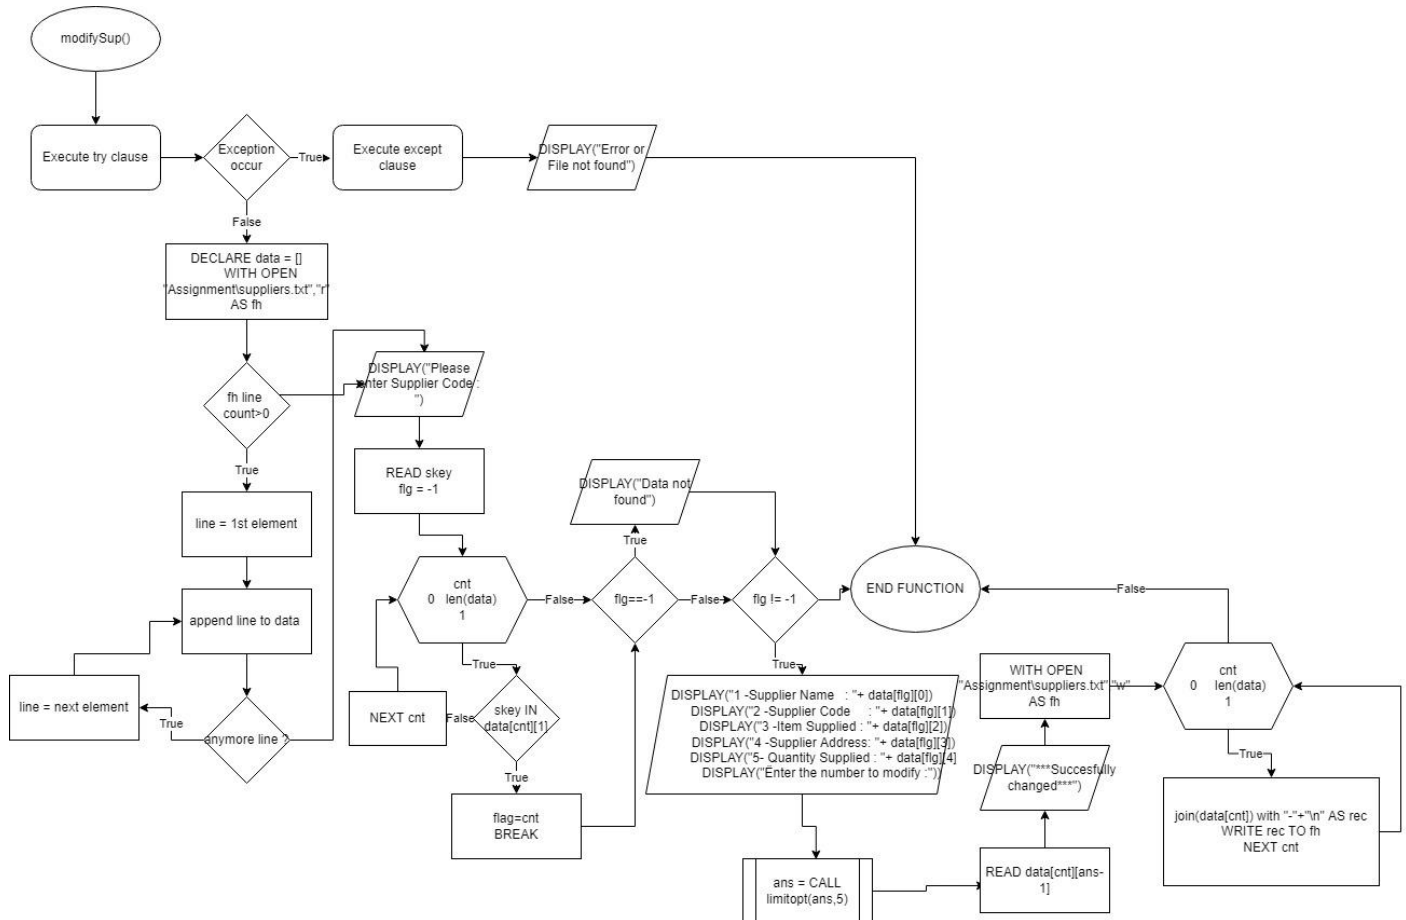 modifySup()
Execute try clause
Exception
occur
True
Execute except
clause
DISPLAY("Error or
File not found")
False
DECLARE data = []
WITH OPEN
"Assignment\suppliers.txt","r"
AS fh
fh line
count>0
DISPLAY("Please
enter Supplier Code :
")
True
READ skey
flg = -1
line = 1st element
append line to data
line = next element
True
anymore line ?
cnt
0 len(data)
1
False
True
NEXT cnt
False
skey IN
data[cnt][1]
True
flag=cnt
BREAK
DISPLAY("Data not
found")
True
flg==-1
False
flg != -1
END FUNCTION
True
DISPLAY("1 -Supplier Name : "+ data[flg][0])
DISPLAY("2 -Supplier Code : "+ data[flg][1])
DISPLAY("3 -Item Supplied : "+ data[flg][2])
DISPLAY("4 -Supplier Address: "+ data[flg][3])
DISPLAY("5- Quantity Supplied : "+ data[flg][4]
DISPLAY("Enter the number to modify :"))
ans = CALL
limitopt(ans,5)
READ data[cnt][ans-
1]
DISPLAY("***Succesfully
changed***")
WITH OPEN
"Assignment\suppliers.txt","w"
AS fh
False
cnt
0 len(data)
1
True
join(data[cnt]) with "-"+"\n" AS rec
WRITE rec TO fh
NEXT cnt